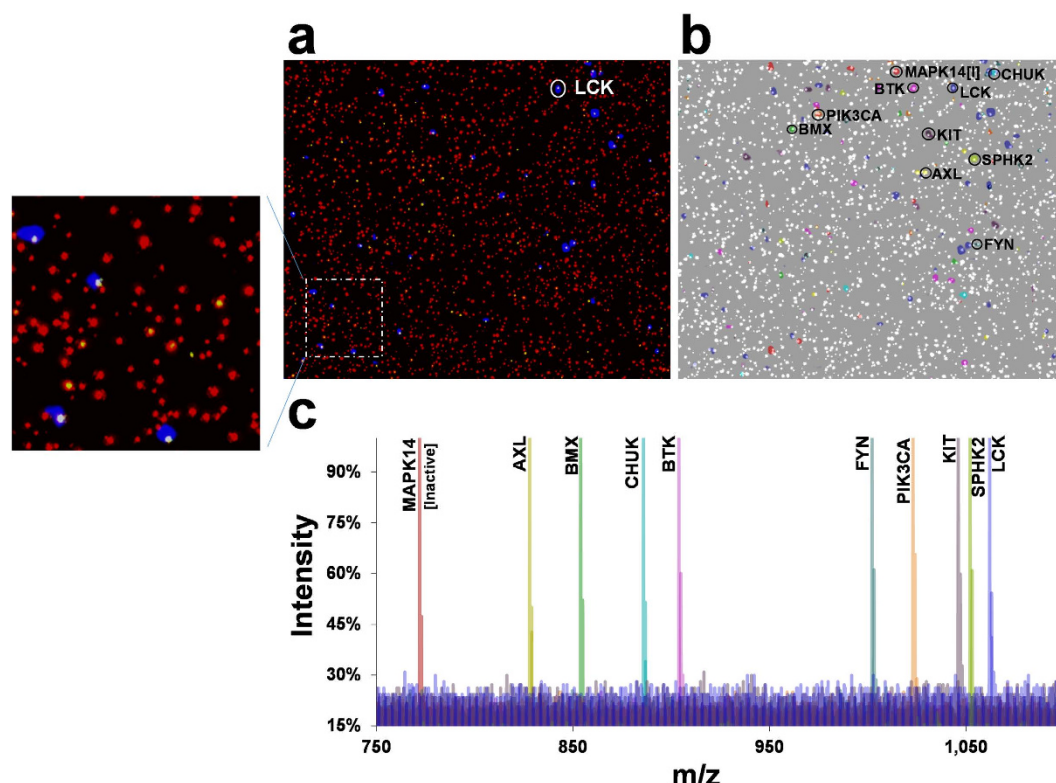 a
LCK
b
MAPK14[I]
CHUK
BTK
LCK
PIK3CA
BMX
KIT
SPHK2
AXL
FYN
c
Intensity
90%
75%
60%
45%
30%
15%
MAPK14
[Inactive]
AXL
BMX
CHUK
BTK
FYN
PIK3CA
KIT
SPHK2
LCK
750
850
950
1,050
m/z